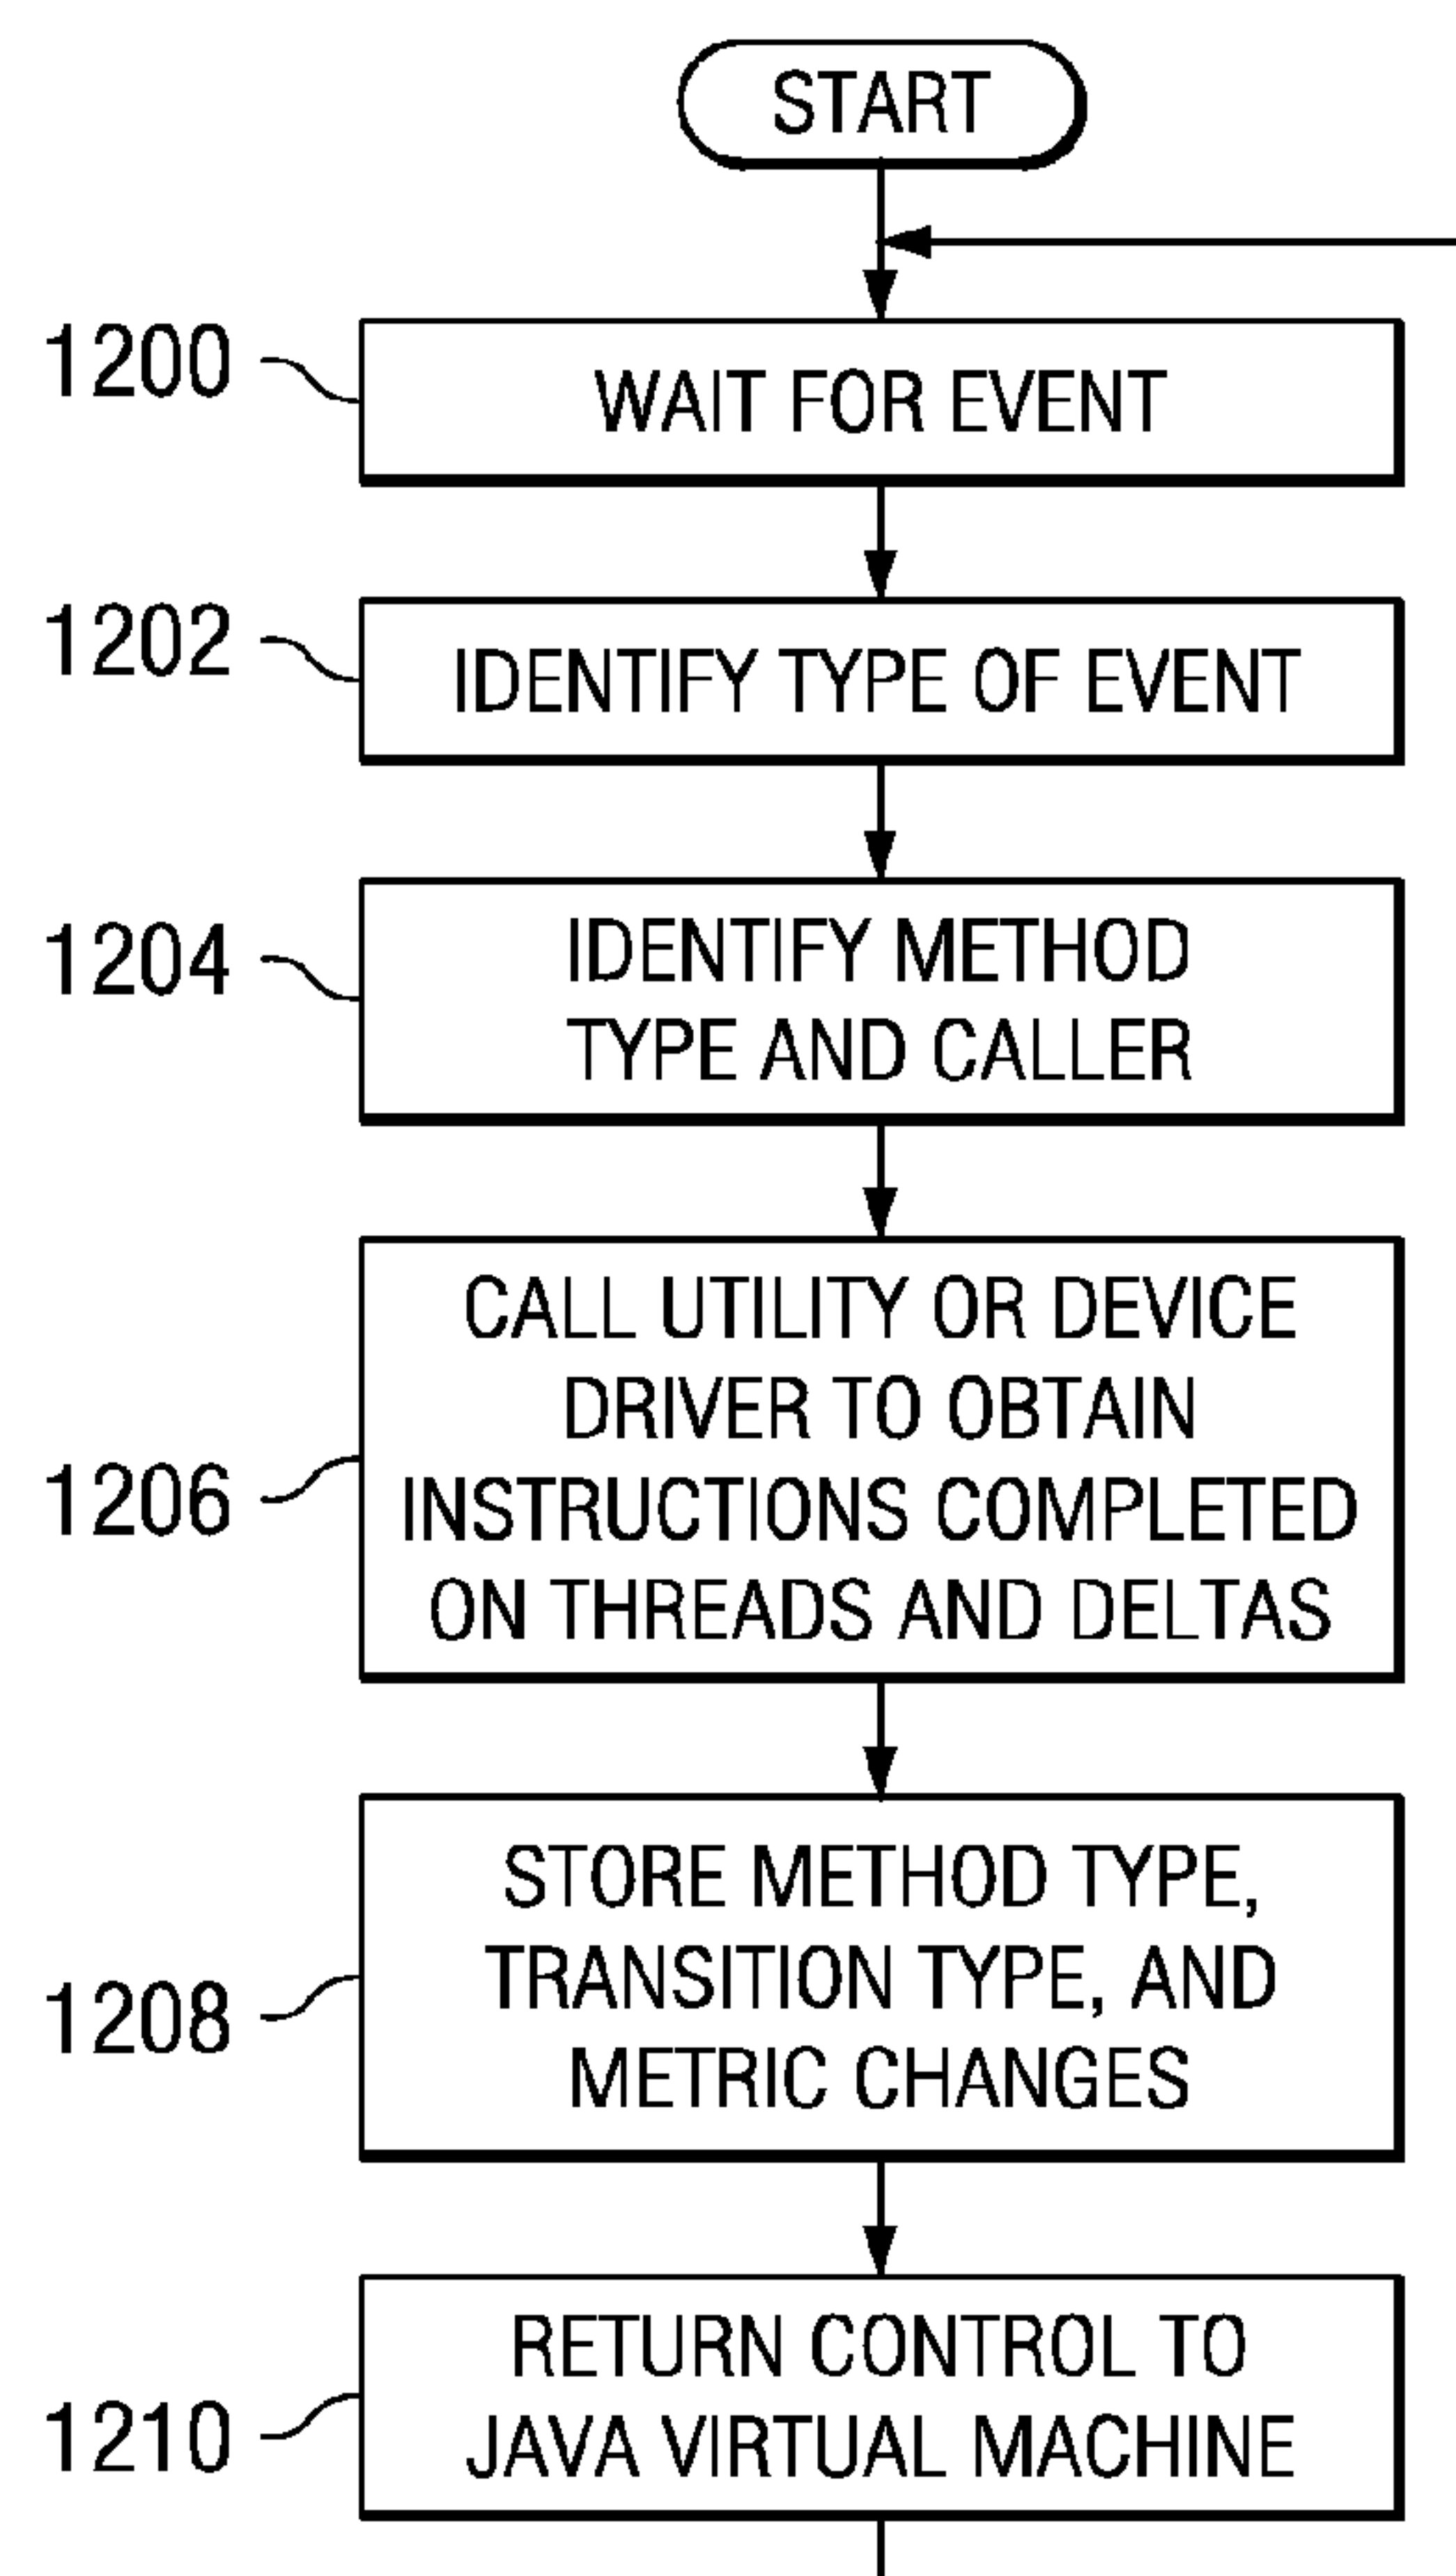 START
1200
WAIT FOR EVENT
1202
IDENTIFY TYPE OF EVENT
1204
IDENTIFY METHOD
TYPE AND CALLER
1206
CALL UTILITY OR DEVICE
DRIVER TO OBTAIN
INSTRUCTIONS COMPLETED
ON THREADS AND DELTAS
1208
STORE METHOD TYPE,
TRANSITION TYPE, AND
METRIC CHANGES
1210
RETURN CONTROL TO
JAVA VIRTUAL MACHINE